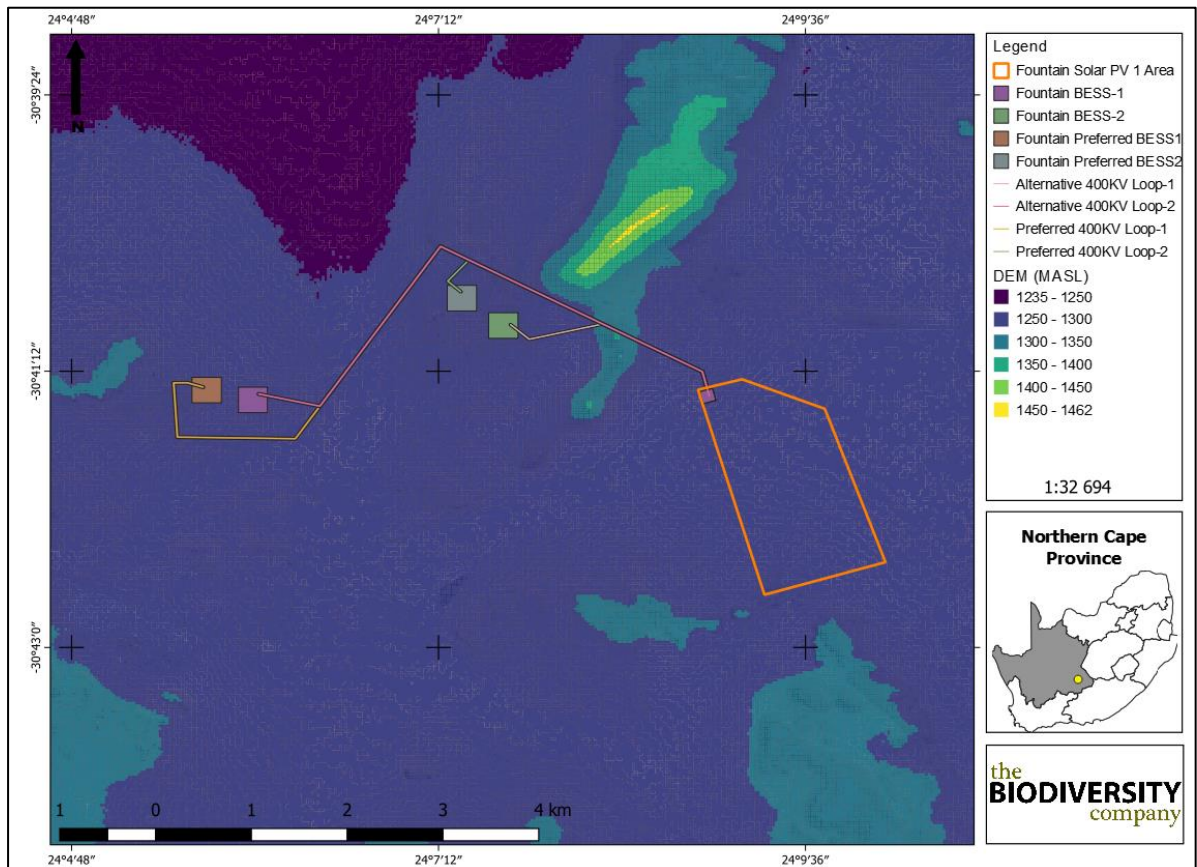 24°4′48″ 24°7′12″ 24°9′36″
-30°39′24″
-30°41′12″
-30°43′0″
N
1 0 1 2 3 4 km
24°4′48″ 24°7′12″ 24°9′36″
Legend
Fountain Solar PV 1 Area
Fountain BESS-1
Fountain BESS-2
Fountain Preferred BESS1
Fountain Preferred BESS2
Alternative 400KV Loop-1
Alternative 400KV Loop-2
Preferred 400KV Loop-1
Preferred 400KV Loop-2
DEM (MASL)
1235 - 1250
1250 - 1300
1300 - 1350
1350 - 1400
1400 - 1450
1450 - 1462
1:32 694
Northern Cape
Province
the
BIODIVERSITY
company